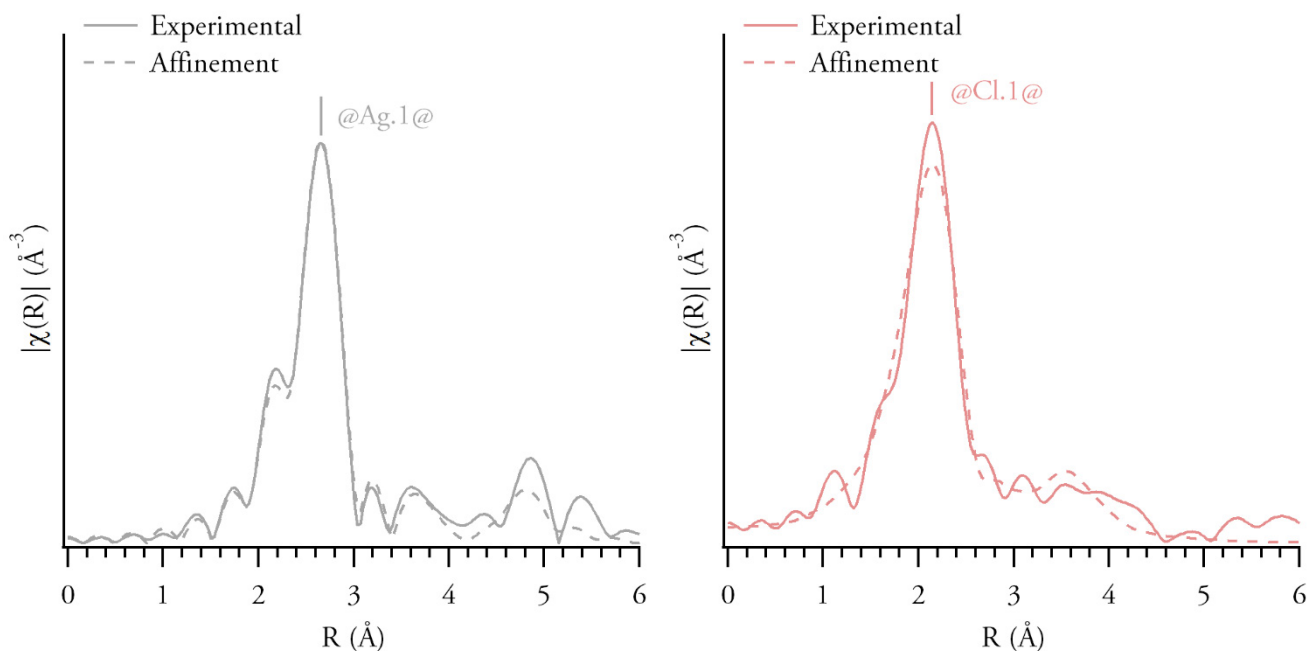 Experimental
Affinement
@Ag.1@
|χ(R)| (Å⁻³)
0 1 2 3 4 5 6
R (Å)
Experimental
Affinement
@Cl.1@
|χ(R)| (Å⁻³)
0 1 2 3 4 5 6
R (Å)